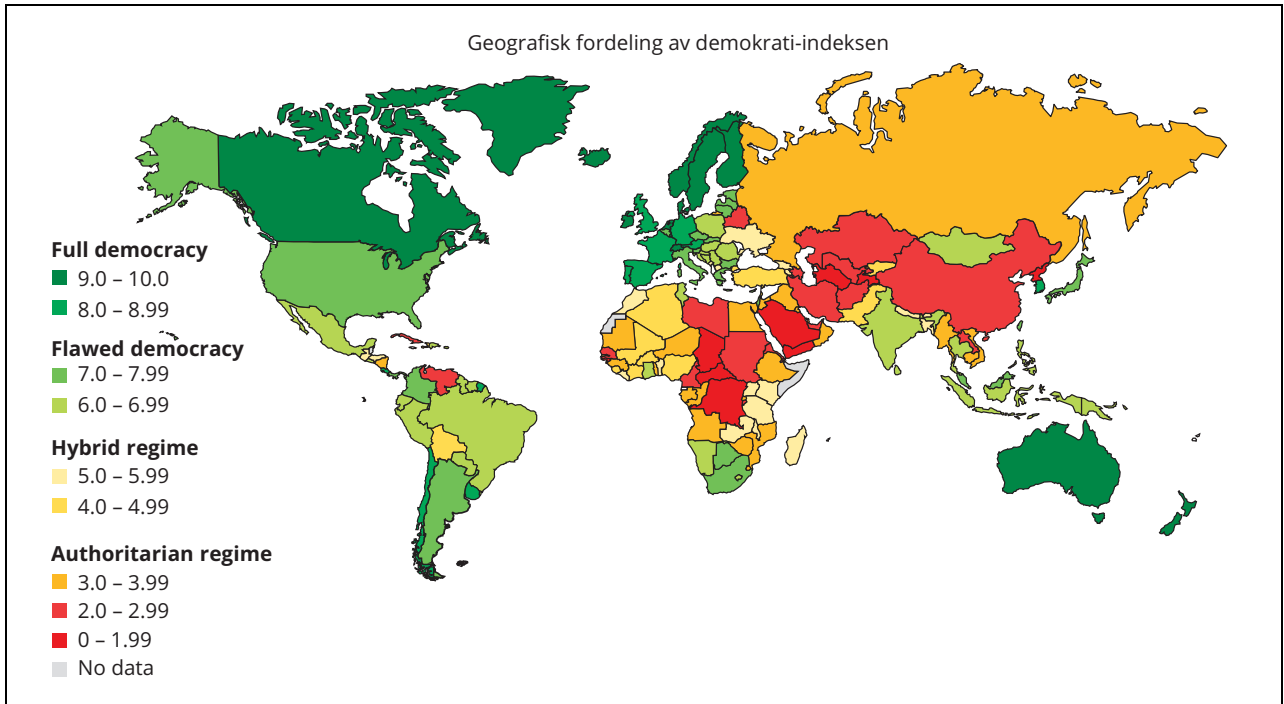 Geografisk fordeling av demokrati-indeksen
Full democracy
9.0 – 10.0
8.0 – 8.99
Flawed democracy
7.0 – 7.99
6.0 – 6.99
Hybrid regime
5.0 – 5.99
4.0 – 4.99
Authoritarian regime
3.0 – 3.99
2.0 – 2.99
0 – 1.99
No data